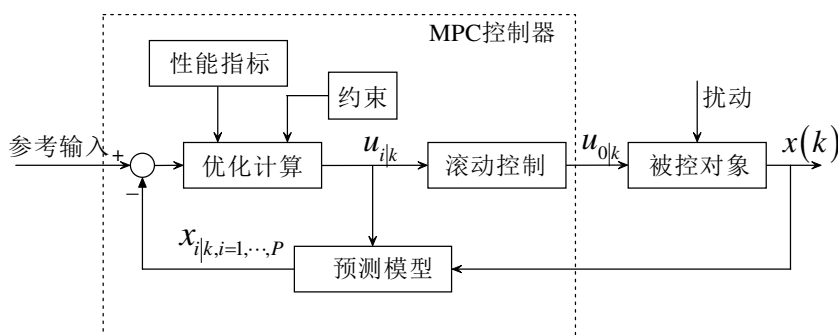 MPC控制器
性能指标
约束
扰动
参考输入
+
−
优化计算
u_{i|k}
滚动控制
u_{0|k}
被控对象
x(k)
x_{i|k,i=1,⋯,P}
预测模型